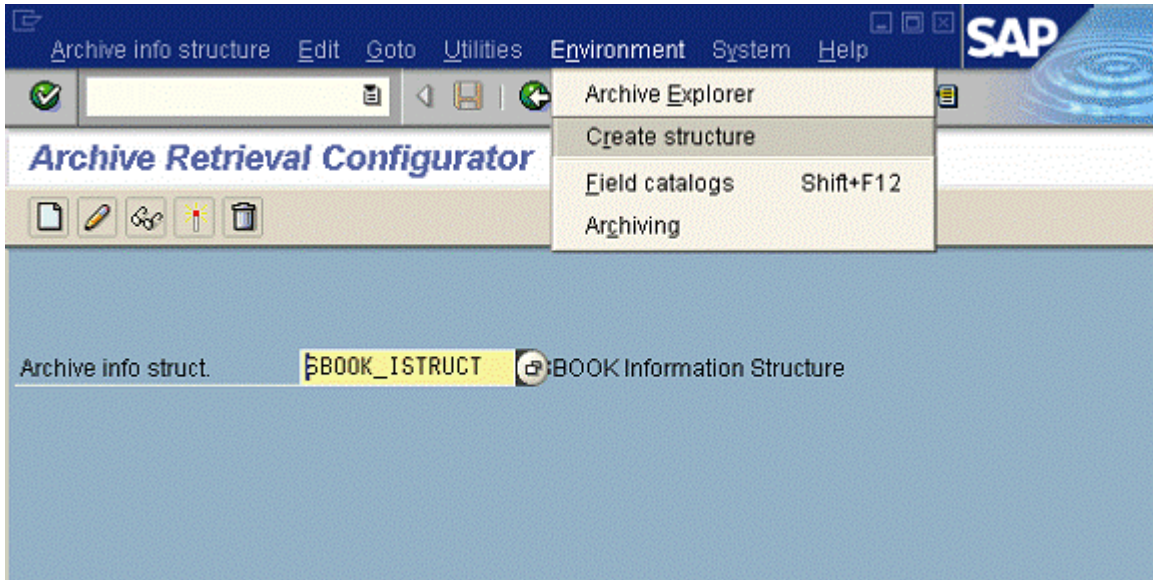 Archive info structure Edit Goto Utilities Environment System Help
SAP
Archive Explorer
Create structure
Archive Retrieval Configurator
Field catalogs Shift+F12
Archiving
Archive info struct. SBOOK_ISTRUCT BOOK Information Structure